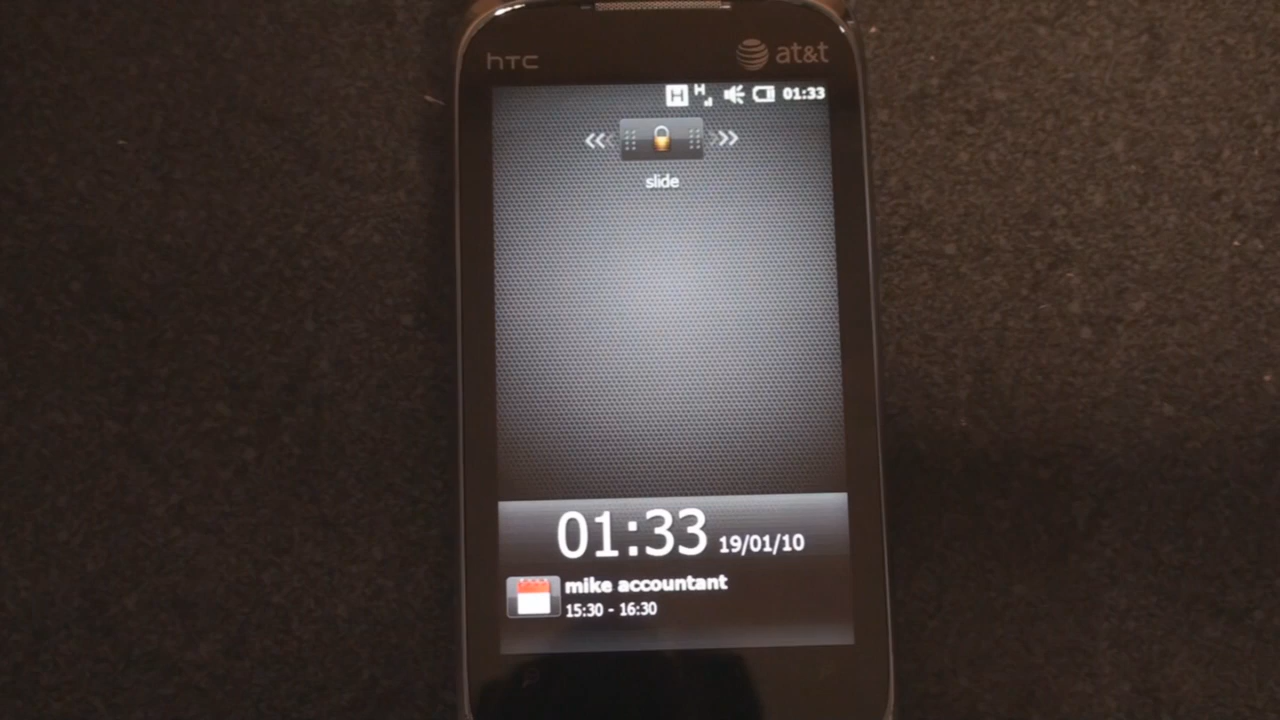 hTC at&t
H H 01:33
slide
01:33 19/01/10
mike accountant
15:30 - 16:30